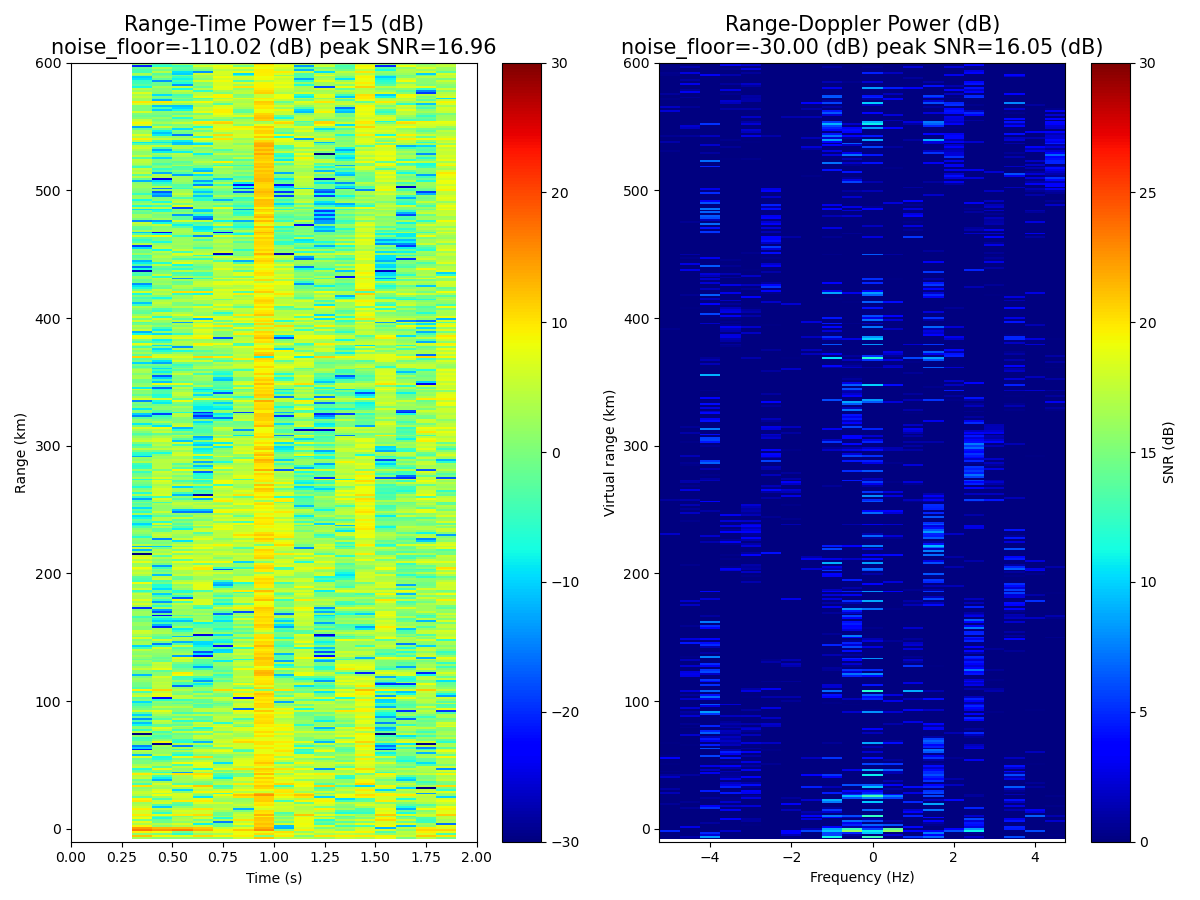 Range-Time Power f=15 (dB)
noise_floor=-110.02 (dB) peak SNR=16.96
Range (km)
600
500
400
300
200
100
0
0.00 0.25 0.50 0.75 1.00 1.25 1.50 1.75 2.00
Time (s)
30
20
10
0
−10
−20
−30
Range-Doppler Power (dB)
noise_floor=-30.00 (dB) peak SNR=16.05 (dB)
Virtual range (km)
600
500
400
300
200
100
0
−4 −2 0 2 4
Frequency (Hz)
30
25
20
15
10
5
0
SNR (dB)